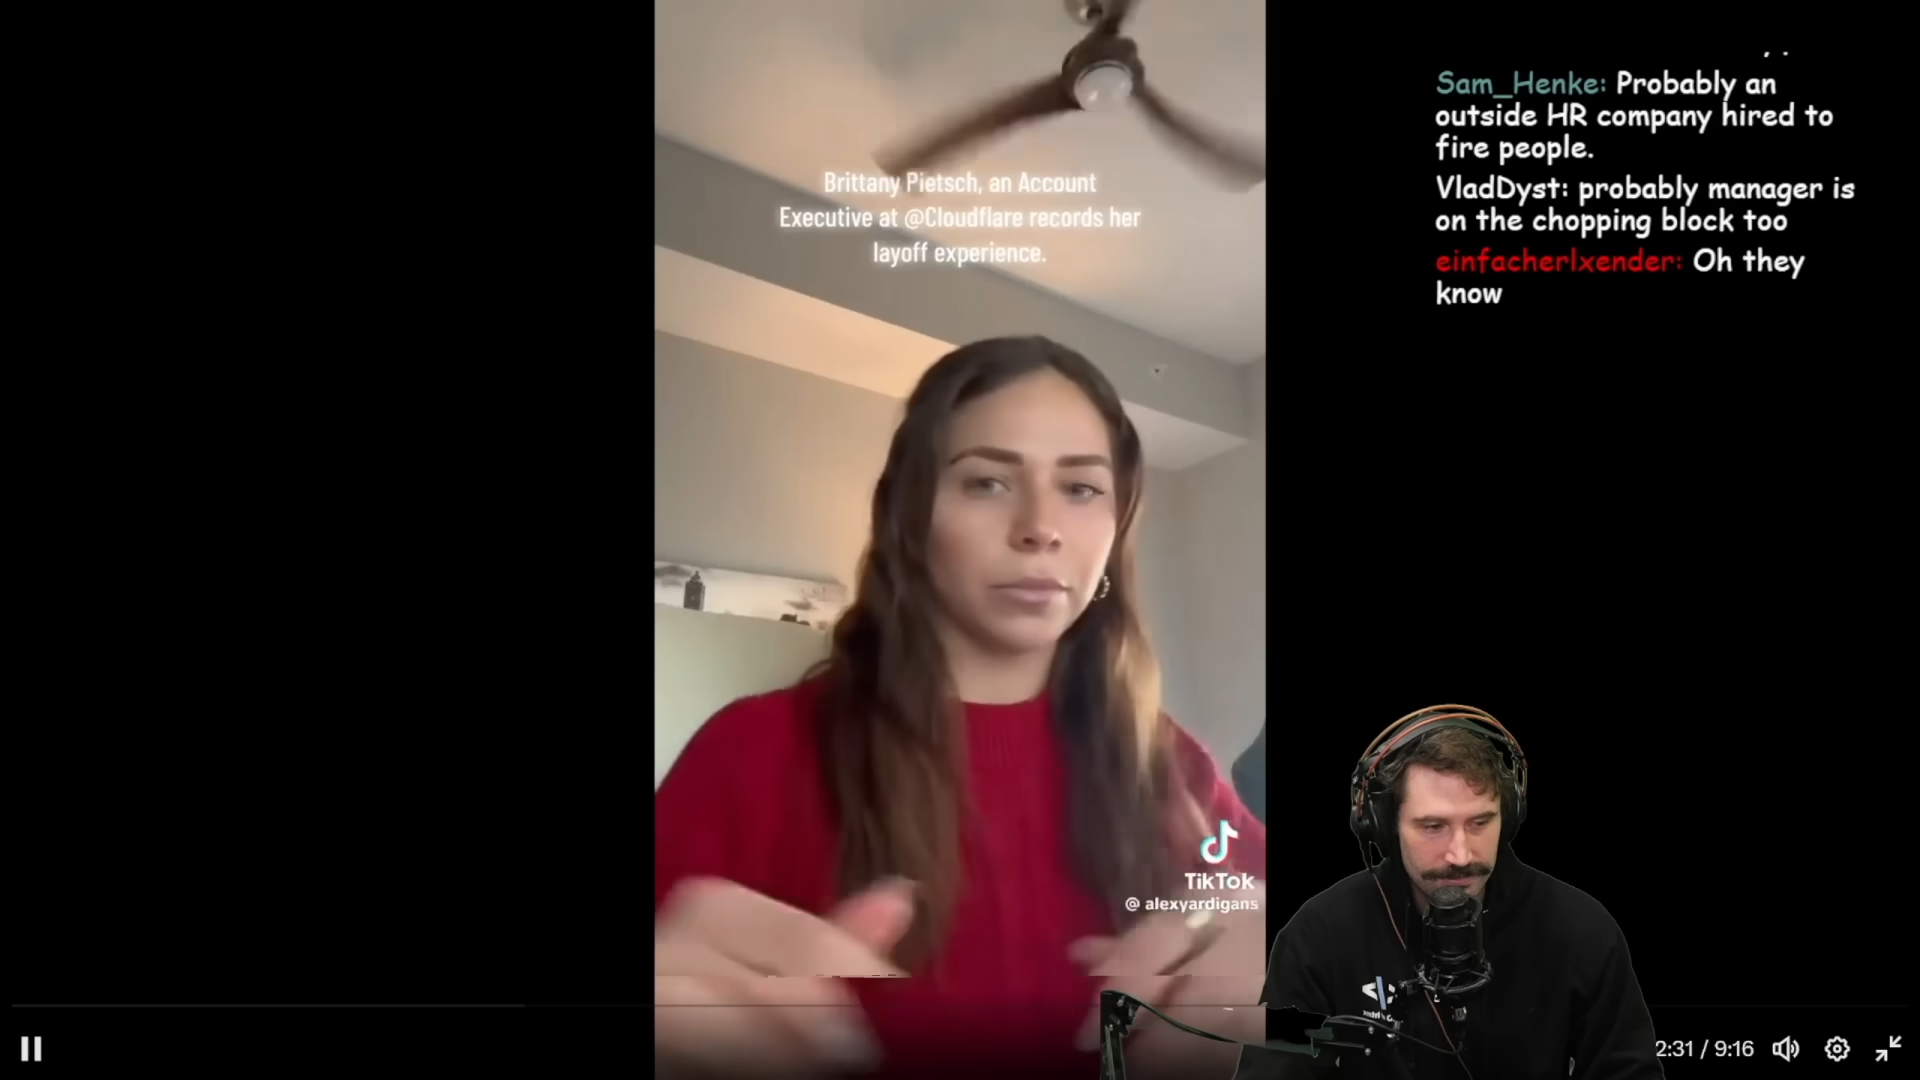 Brittany Pietsch, an Account
Executive at @Cloudflare records her
layoff experience.
Sam_Henke: Probably an
outside HR company hired to
fire people.
VladDyst: probably manager is
on the chopping block too
einfacherlxender: Oh they
know
TikTok
@ alexyardigans
2:31 / 9:16